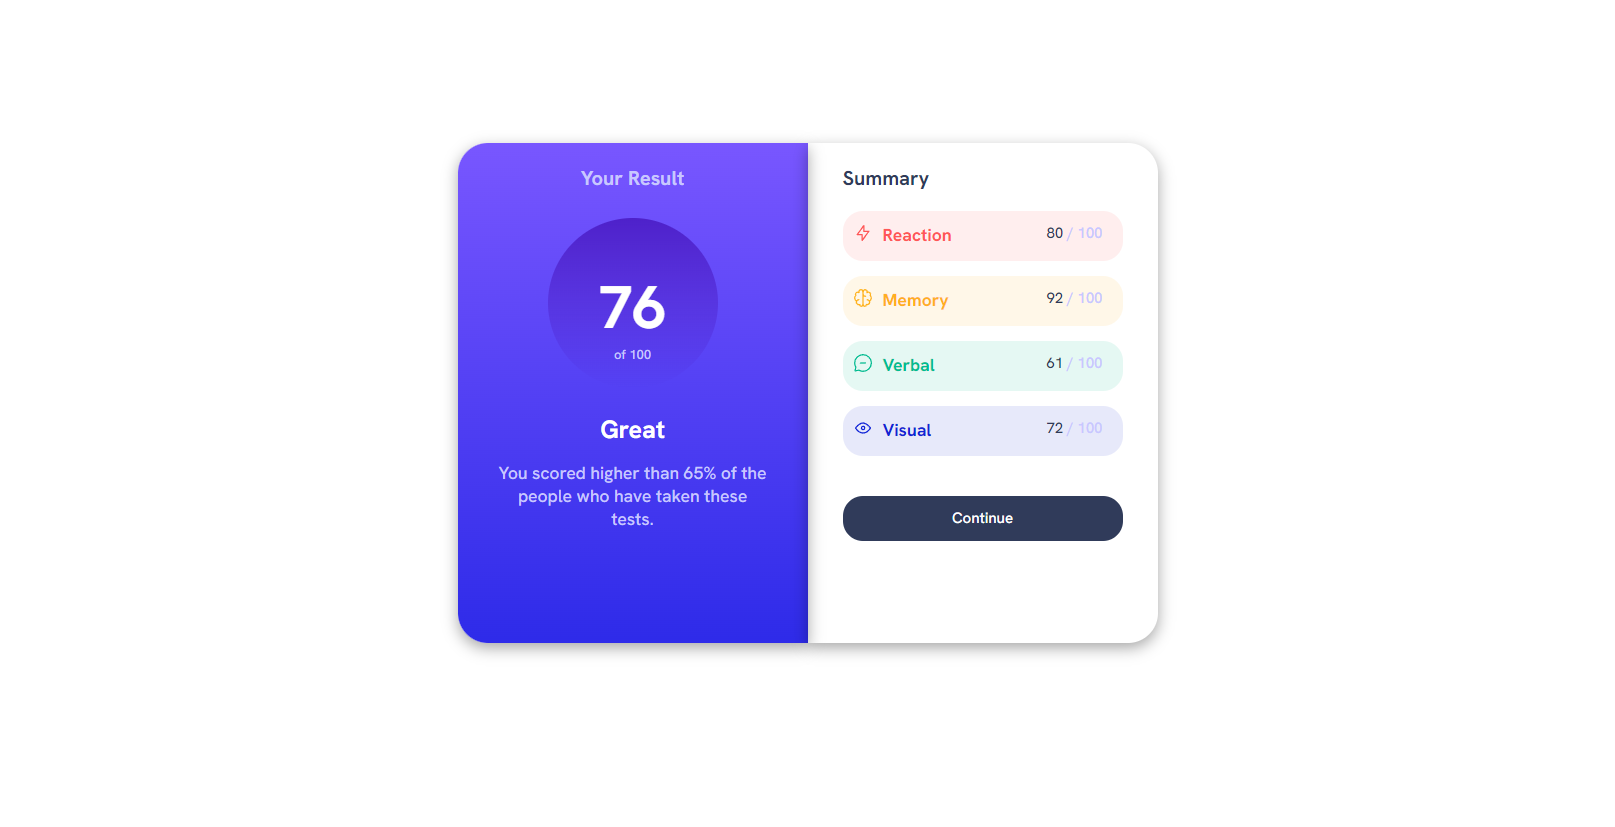 Your Result
76
of 100
Great
You scored higher than 65% of the
people who have taken these
tests.
Summary
Reaction 80 / 100
Memory 92 / 100
Verbal 61 / 100
Visual 72 / 100
Continue